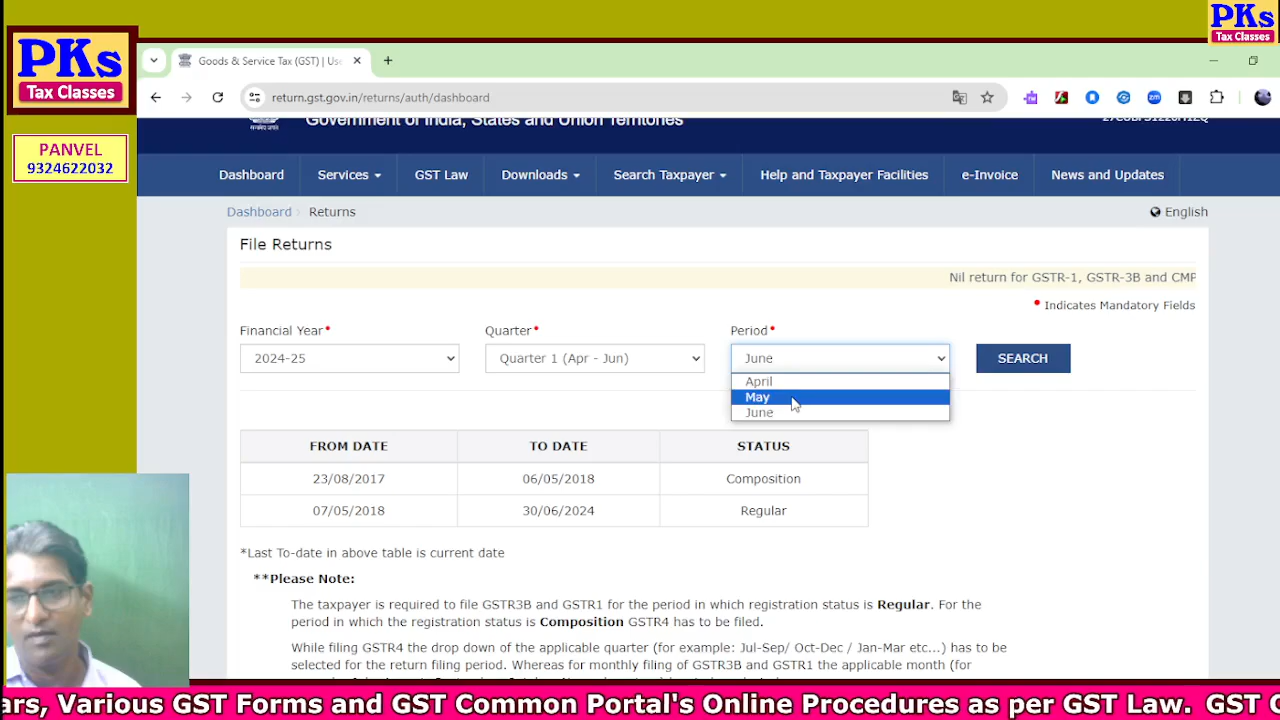 PKs
Tax Classes
PKs
Tax Classes
PANVEL
9324622032
Goods & Service Tax (GST) | Use
return.gst.gov.in/returns/auth/dashboard
Government of India, States and Union Territories
Dashboard Services GST Law Downloads Search Taxpayer Help and Taxpayer Facilities e-Invoice News and Updates
Dashboard Returns English
File Returns
Nil return for GSTR-1, GSTR-3B and CMP
• Indicates Mandatory Fields
Financial Year• Quarter• Period•
2024-25 Quarter 1 (Apr - Jun) June SEARCH
April
May
June
FROM DATE TO DATE STATUS
23/08/2017 06/05/2018 Composition
07/05/2018 30/06/2024 Regular
*Last To-date in above table is current date
**Please Note:
The taxpayer is required to file GSTR3B and GSTR1 for the period in which registration status is Regular. For the
period in which the registration status is Composition GSTR4 has to be filed.
While filing GSTR4 the drop down of the applicable quarter (for example: Jul-Sep/ Oct-Dec / Jan-Mar etc...) has to be
selected for the return filing period. Whereas for monthly filing of GSTR3B and GSTR1 the applicable month (for
ars, Various GST Forms and GST Common Portal's Online Procedures as per GST Law. GST C